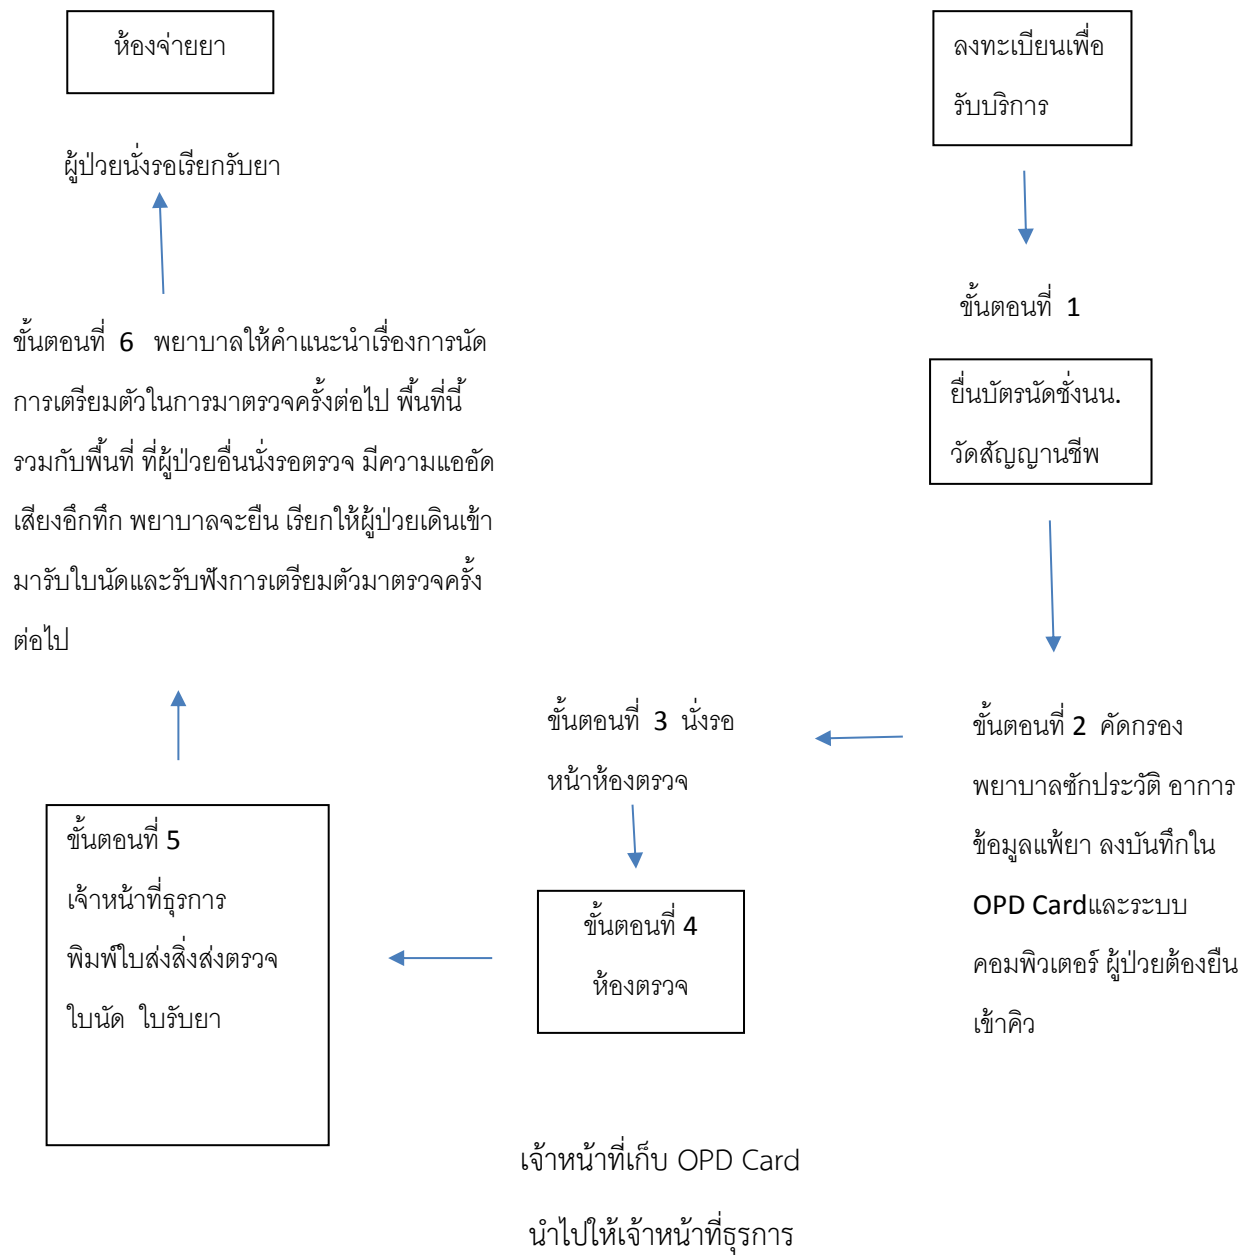 ห้องจ่ายยา
ผู้ป่วยนั่งรอเรียกรับยา
ลงทะเบียนเพื่อ
รับบริการ
ขั้นตอนที่ 1
ยื่นบัตรนัดชั่งนน.
วัดสัญญานชีพ
ขั้นตอนที่ 6 พยาบาลให้คำแนะนำเรื่องการนัด
การเตรียมตัวในการมาตรวจครั้งต่อไป พื้นที่นี้
รวมกับพื้นที่ ที่ผู้ป่วยอื่นนั่งรอตรวจ มีความแออัด
เสียงอึกทึก พยาบาลจะยืน เรียกให้ผู้ป่วยเดินเข้า
มารับใบนัดและรับฟังการเตรียมตัวมาตรวจครั้ง
ต่อไป
ขั้นตอนที่ 2 คัดกรอง
พยาบาลซักประวัติ อาการ
ข้อมูลแพ้ยา ลงบันทึกใน
OPD Cardและระบบ
คอมพิวเตอร์ ผู้ป่วยต้องยืน
เข้าคิว
ขั้นตอนที่ 3 นั่งรอ
หน้าห้องตรวจ
ขั้นตอนที่ 4
ห้องตรวจ
ขั้นตอนที่ 5
เจ้าหน้าที่ธุรการ
พิมพ์ใบส่งสิ่งส่งตรวจ
ใบนัด ใบรับยา
เจ้าหน้าที่เก็บ OPD Card
นำไปให้เจ้าหน้าที่ธุรการ